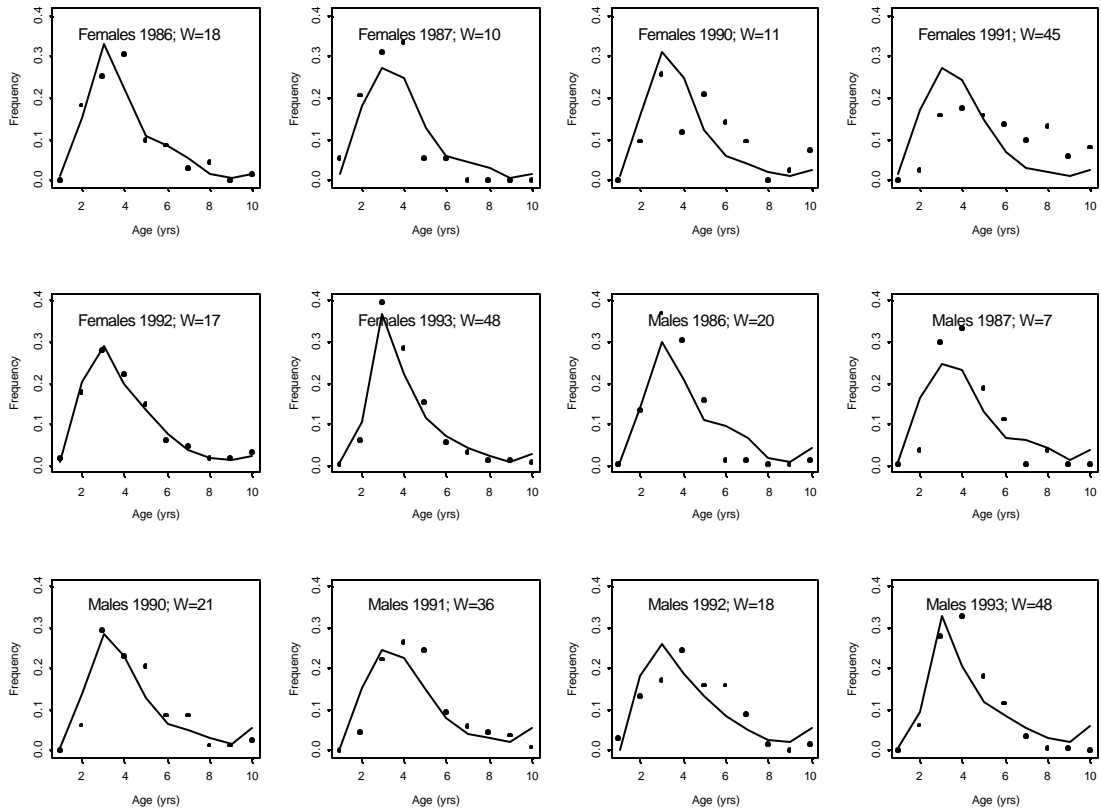 Females 1986; W=18
Frequency
0.0 0.1 0.2 0.3 0.4
2 4 6 8 10
Age (yrs)
Females 1987; W=10
Frequency
0.0 0.1 0.2 0.3 0.4
2 4 6 8 10
Age (yrs)
Females 1990; W=11
Frequency
0.0 0.1 0.2 0.3 0.4
2 4 6 8 10
Age (yrs)
Females 1991; W=45
Frequency
0.0 0.1 0.2 0.3 0.4
2 4 6 8 10
Age (yrs)
Females 1992; W=17
Frequency
0.0 0.1 0.2 0.3 0.4
2 4 6 8 10
Age (yrs)
Females 1993; W=48
Frequency
0.0 0.1 0.2 0.3 0.4
2 4 6 8 10
Age (yrs)
Males 1986; W=20
Frequency
0.0 0.1 0.2 0.3 0.4
2 4 6 8 10
Age (yrs)
Males 1987; W=7
Frequency
0.0 0.1 0.2 0.3 0.4
2 4 6 8 10
Age (yrs)
Males 1990; W=21
Frequency
0.0 0.1 0.2 0.3 0.4
2 4 6 8 10
Age (yrs)
Males 1991; W=36
Frequency
0.0 0.1 0.2 0.3 0.4
2 4 6 8 10
Age (yrs)
Males 1992; W=18
Frequency
0.0 0.1 0.2 0.3 0.4
2 4 6 8 10
Age (yrs)
Males 1993; W=48
Frequency
0.0 0.1 0.2 0.3 0.4
2 4 6 8 10
Age (yrs)